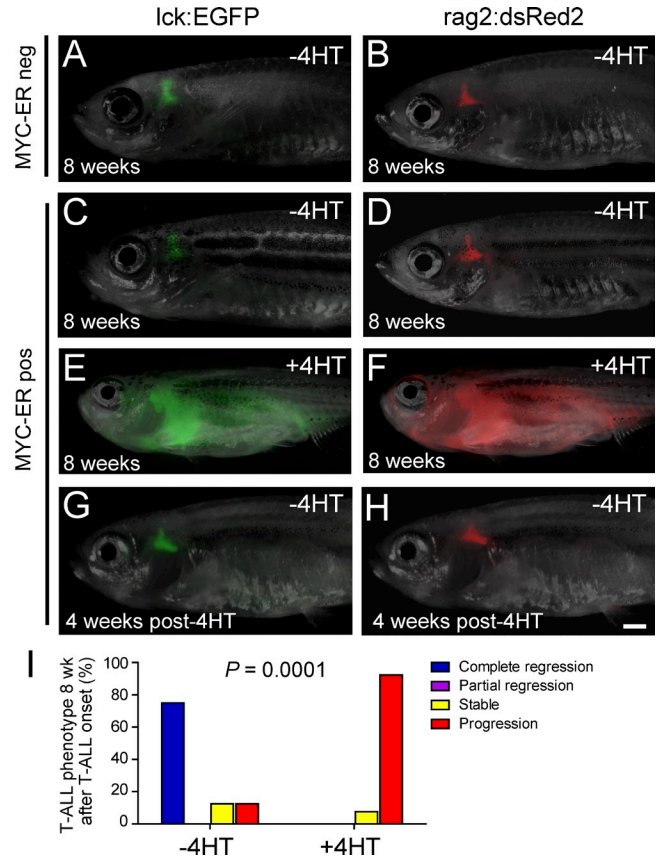 lck:EGFP
rag2:dsRed2
MYC-ER neg
A
-4HT
8 weeks
B
-4HT
8 weeks
MYC-ER pos
C
-4HT
8 weeks
D
-4HT
8 weeks
E
+4HT
8 weeks
F
+4HT
8 weeks
G
-4HT
4 weeks post-4HT
H
-4HT
4 weeks post-4HT
I
T-ALL phenotype 8 wk
after T-ALL onset (%)
100
80
60
40
20
0
P = 0.0001
-4HT
+4HT
Complete regression
Partial regression
Stable
Progression